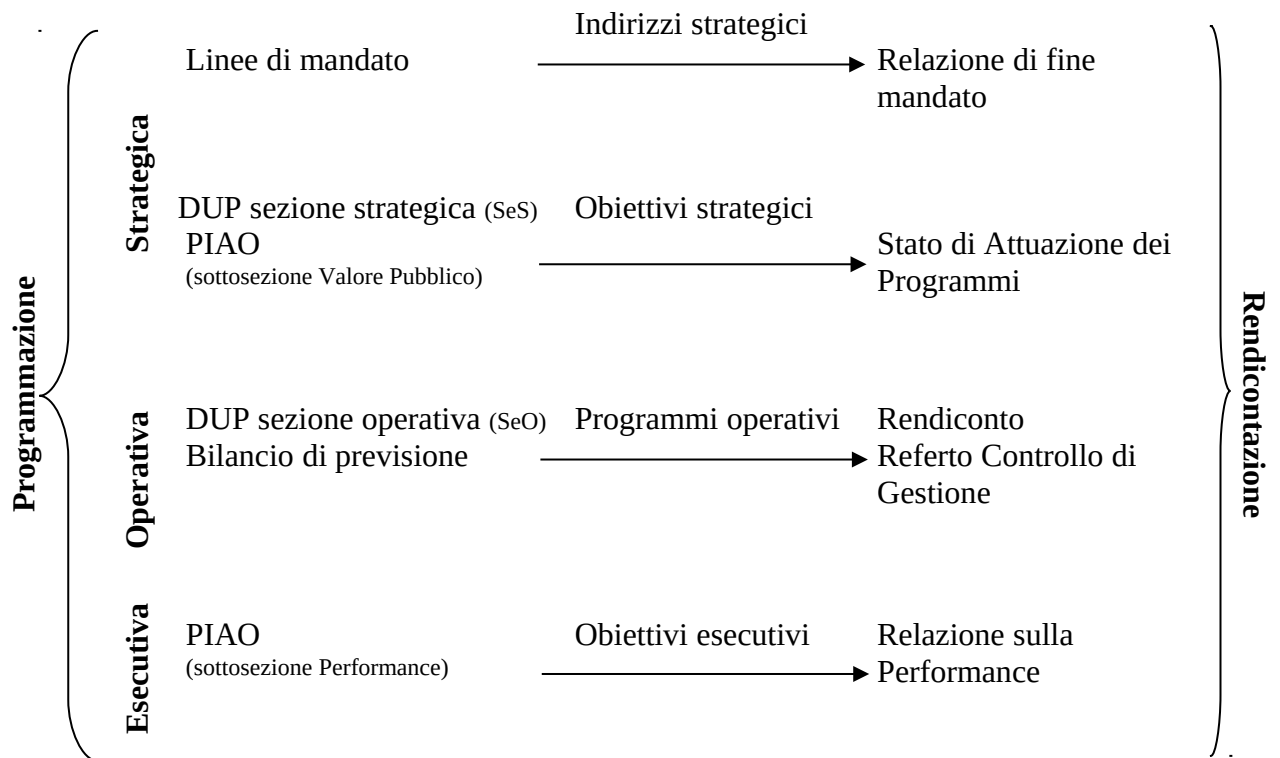 Programmazione
Strategica
Indirizzi strategici
Linee di mandato
Relazione di fine
mandato
DUP sezione strategica (SeS)
Obiettivi strategici
PIAO
(sottosezione Valore Pubblico)
Stato di Attuazione dei
Programmi
Operativa
DUP sezione operativa (SeO)
Programmi operativi
Rendiconto
Bilancio di previsione
Referto Controllo di
Gestione
Esecutiva
PIAO
Obiettivi esecutivi
Relazione sulla
(sottosezione Performance)
Performance
Rendicontazione